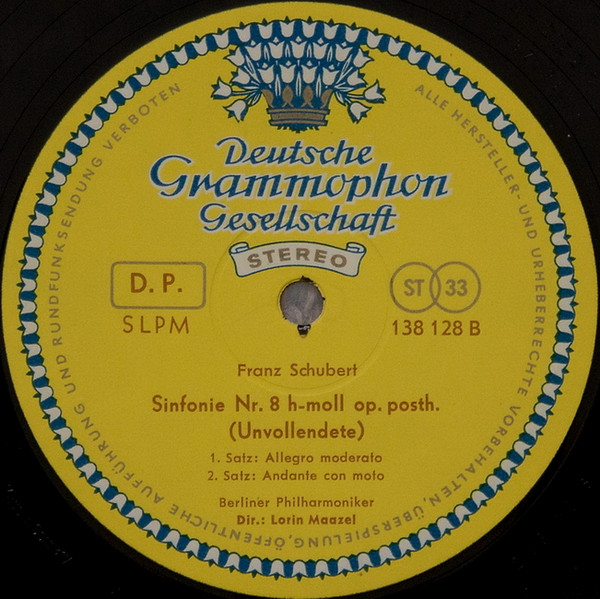 Deutsche
Grammophon
Gesellschaft
STEREO
D. P.
SLPM
ST 33
138 128 B
Franz Schubert
Sinfonie Nr. 8 h-moll op. posth.
(Unvollendete)
1. Satz: Allegro moderato
2. Satz: Andante con moto
Berliner Philharmoniker
Dir.: Lorin Maazel
ALLE HERSTELLER- UND URHEBERRECHTE VORBEHALTEN, ÜBERSPIELUNG, ÖFFENTLICHE AUFFÜHRUNG UND RUNDFUNKSENDUNG VERBOTEN